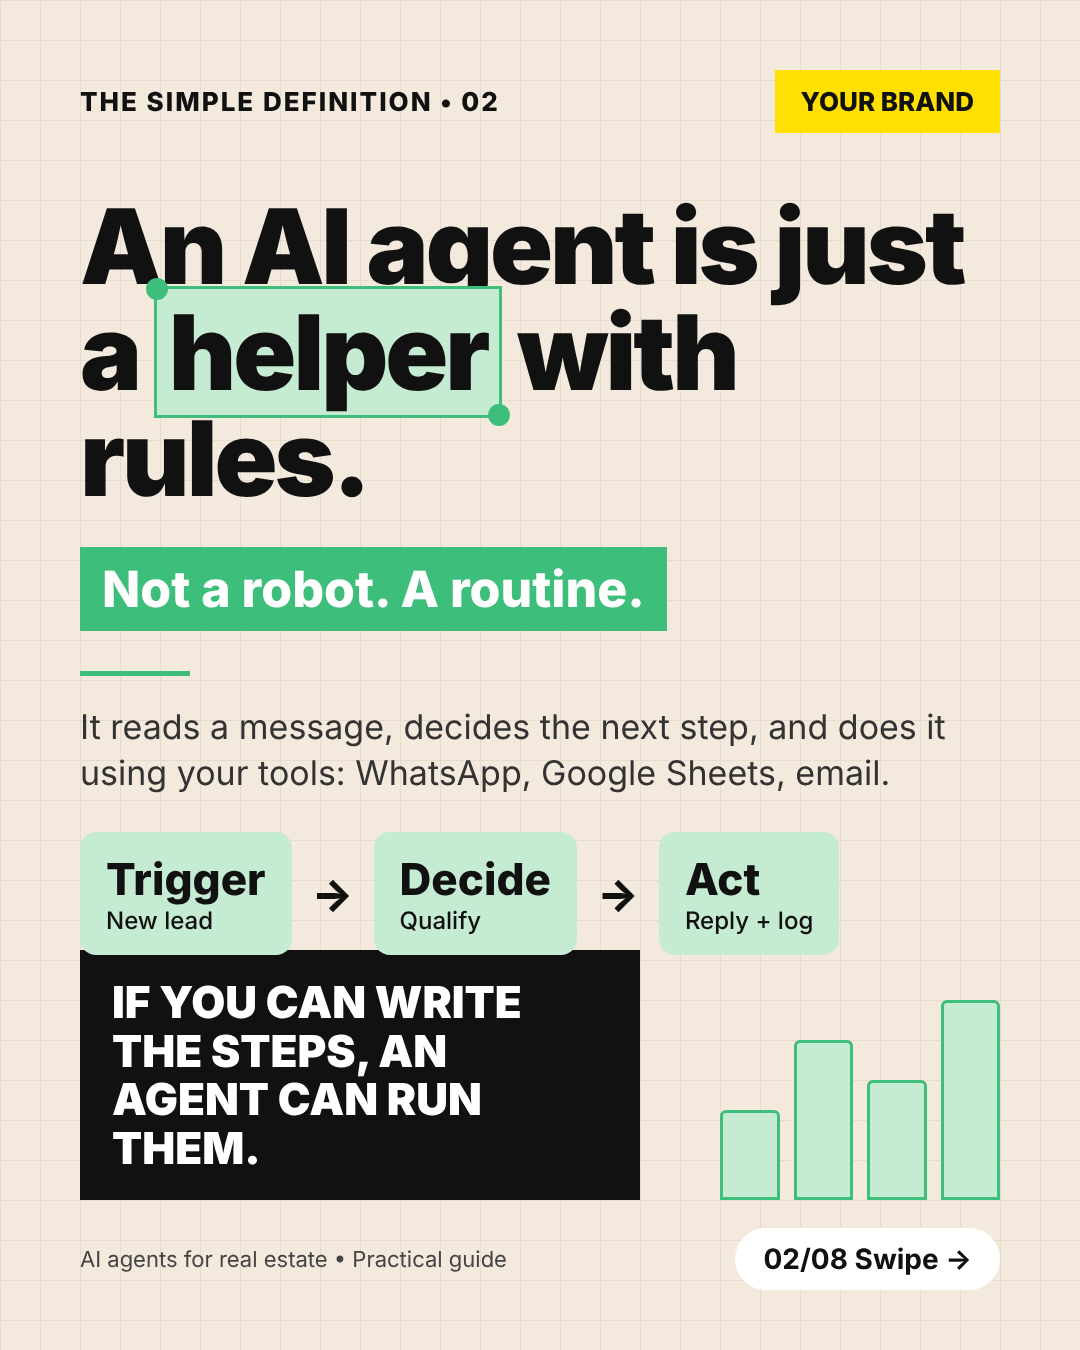 THE SIMPLE DEFINITION • 02
YOUR BRAND
An AI agent is just
a helper with
rules.
Not a robot. A routine.
It reads a message, decides the next step, and does it
using your tools: WhatsApp, Google Sheets, email.
Trigger
New lead
→
Decide
Qualify
→
Act
Reply + log
IF YOU CAN WRITE
THE STEPS, AN
AGENT CAN RUN
THEM.
AI agents for real estate • Practical guide
02/08 Swipe →